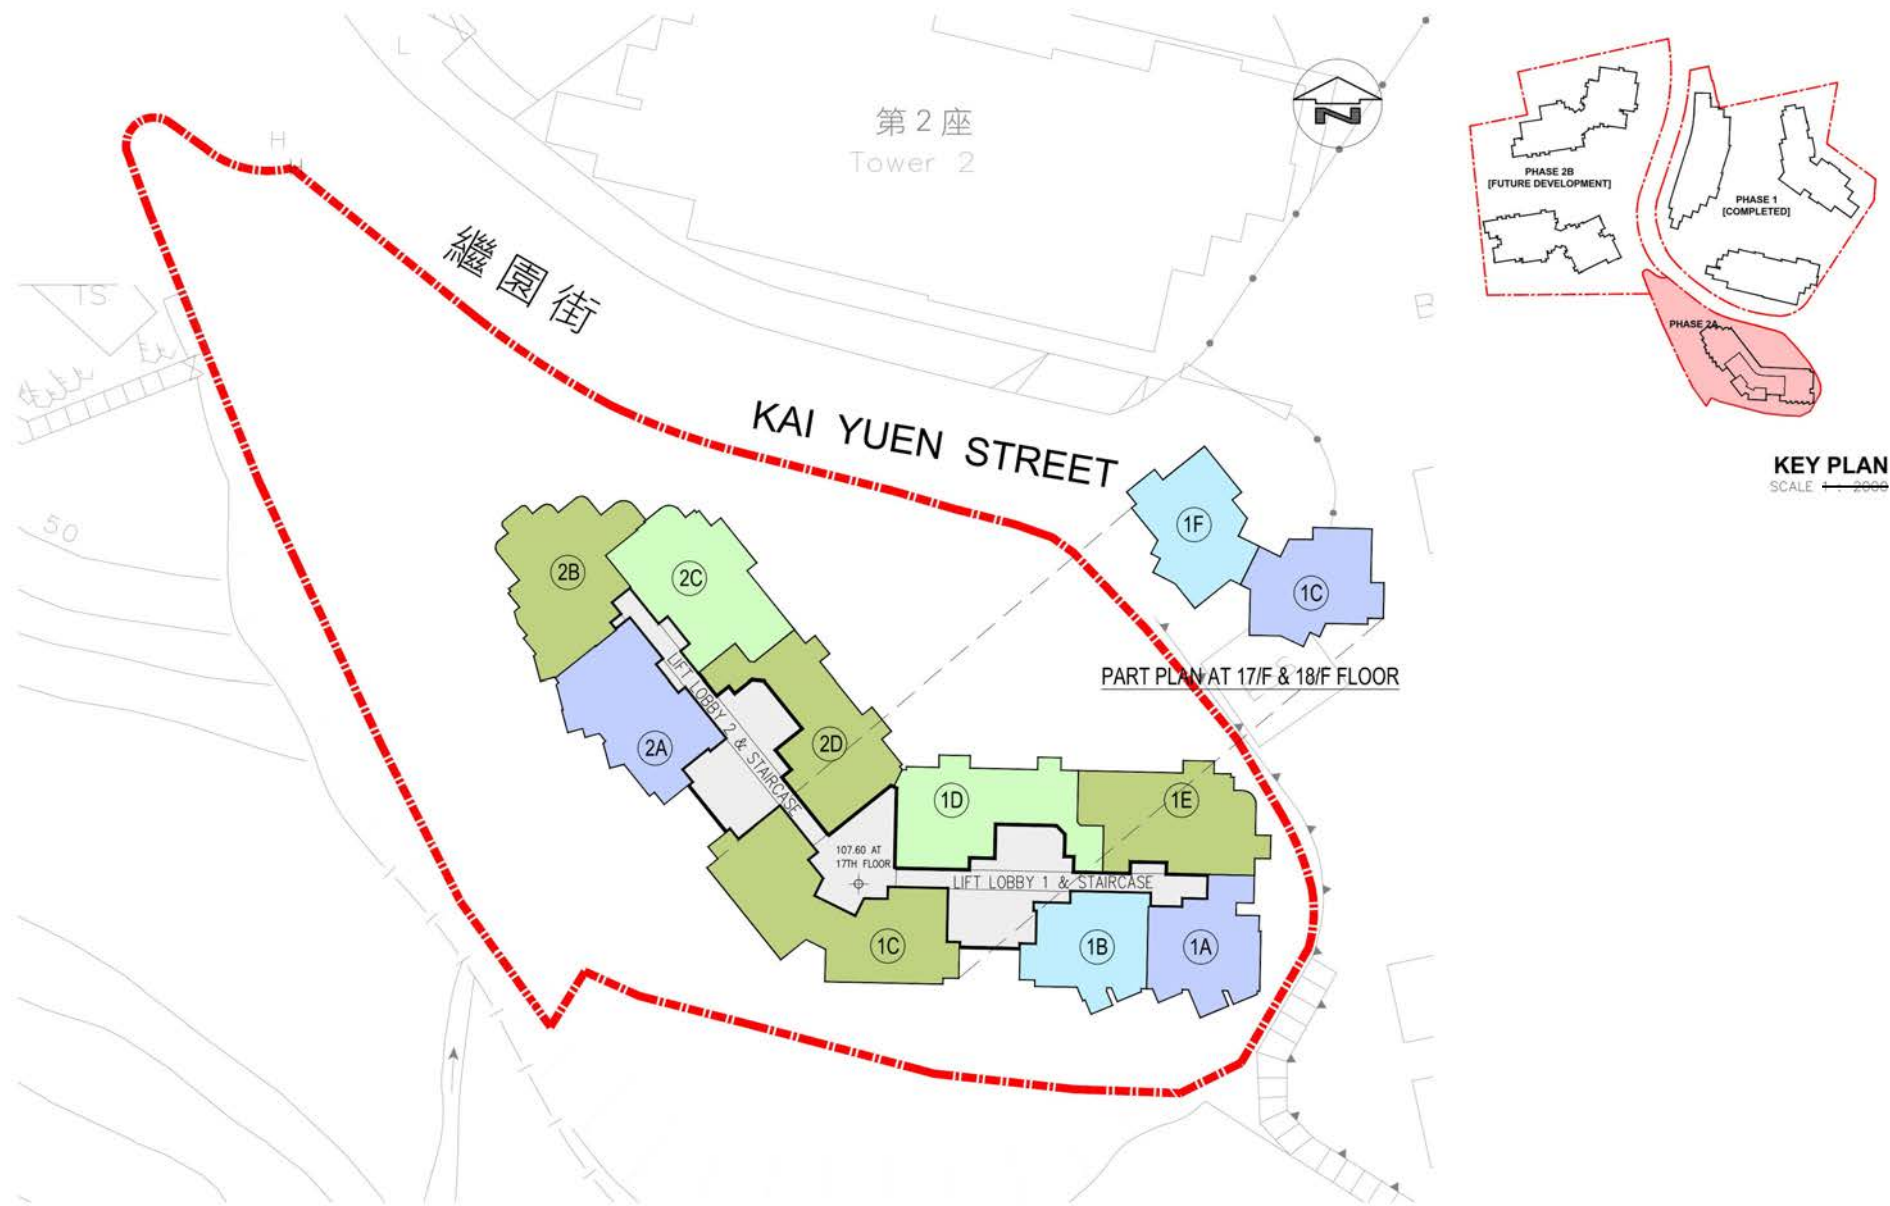 L
第2座
Tower 2
N
H
H
繼園街
TS
B
50
KAI YUEN STREET
PHASE 2B
[FUTURE DEVELOPMENT]
PHASE 1
[COMPLETED]
PHASE 2A
KEY PLAN
SCALE 1 : 2000
1F
1C
PART PLAN AT 17/F & 18/F FLOOR
2B
2C
2A
2D
LIFT LOBBY 2 & STAIRCASE
1D
1E
107.60 AT
17TH FLOOR
LIFT LOBBY 1 & STAIRCASE
1C
1B
1A